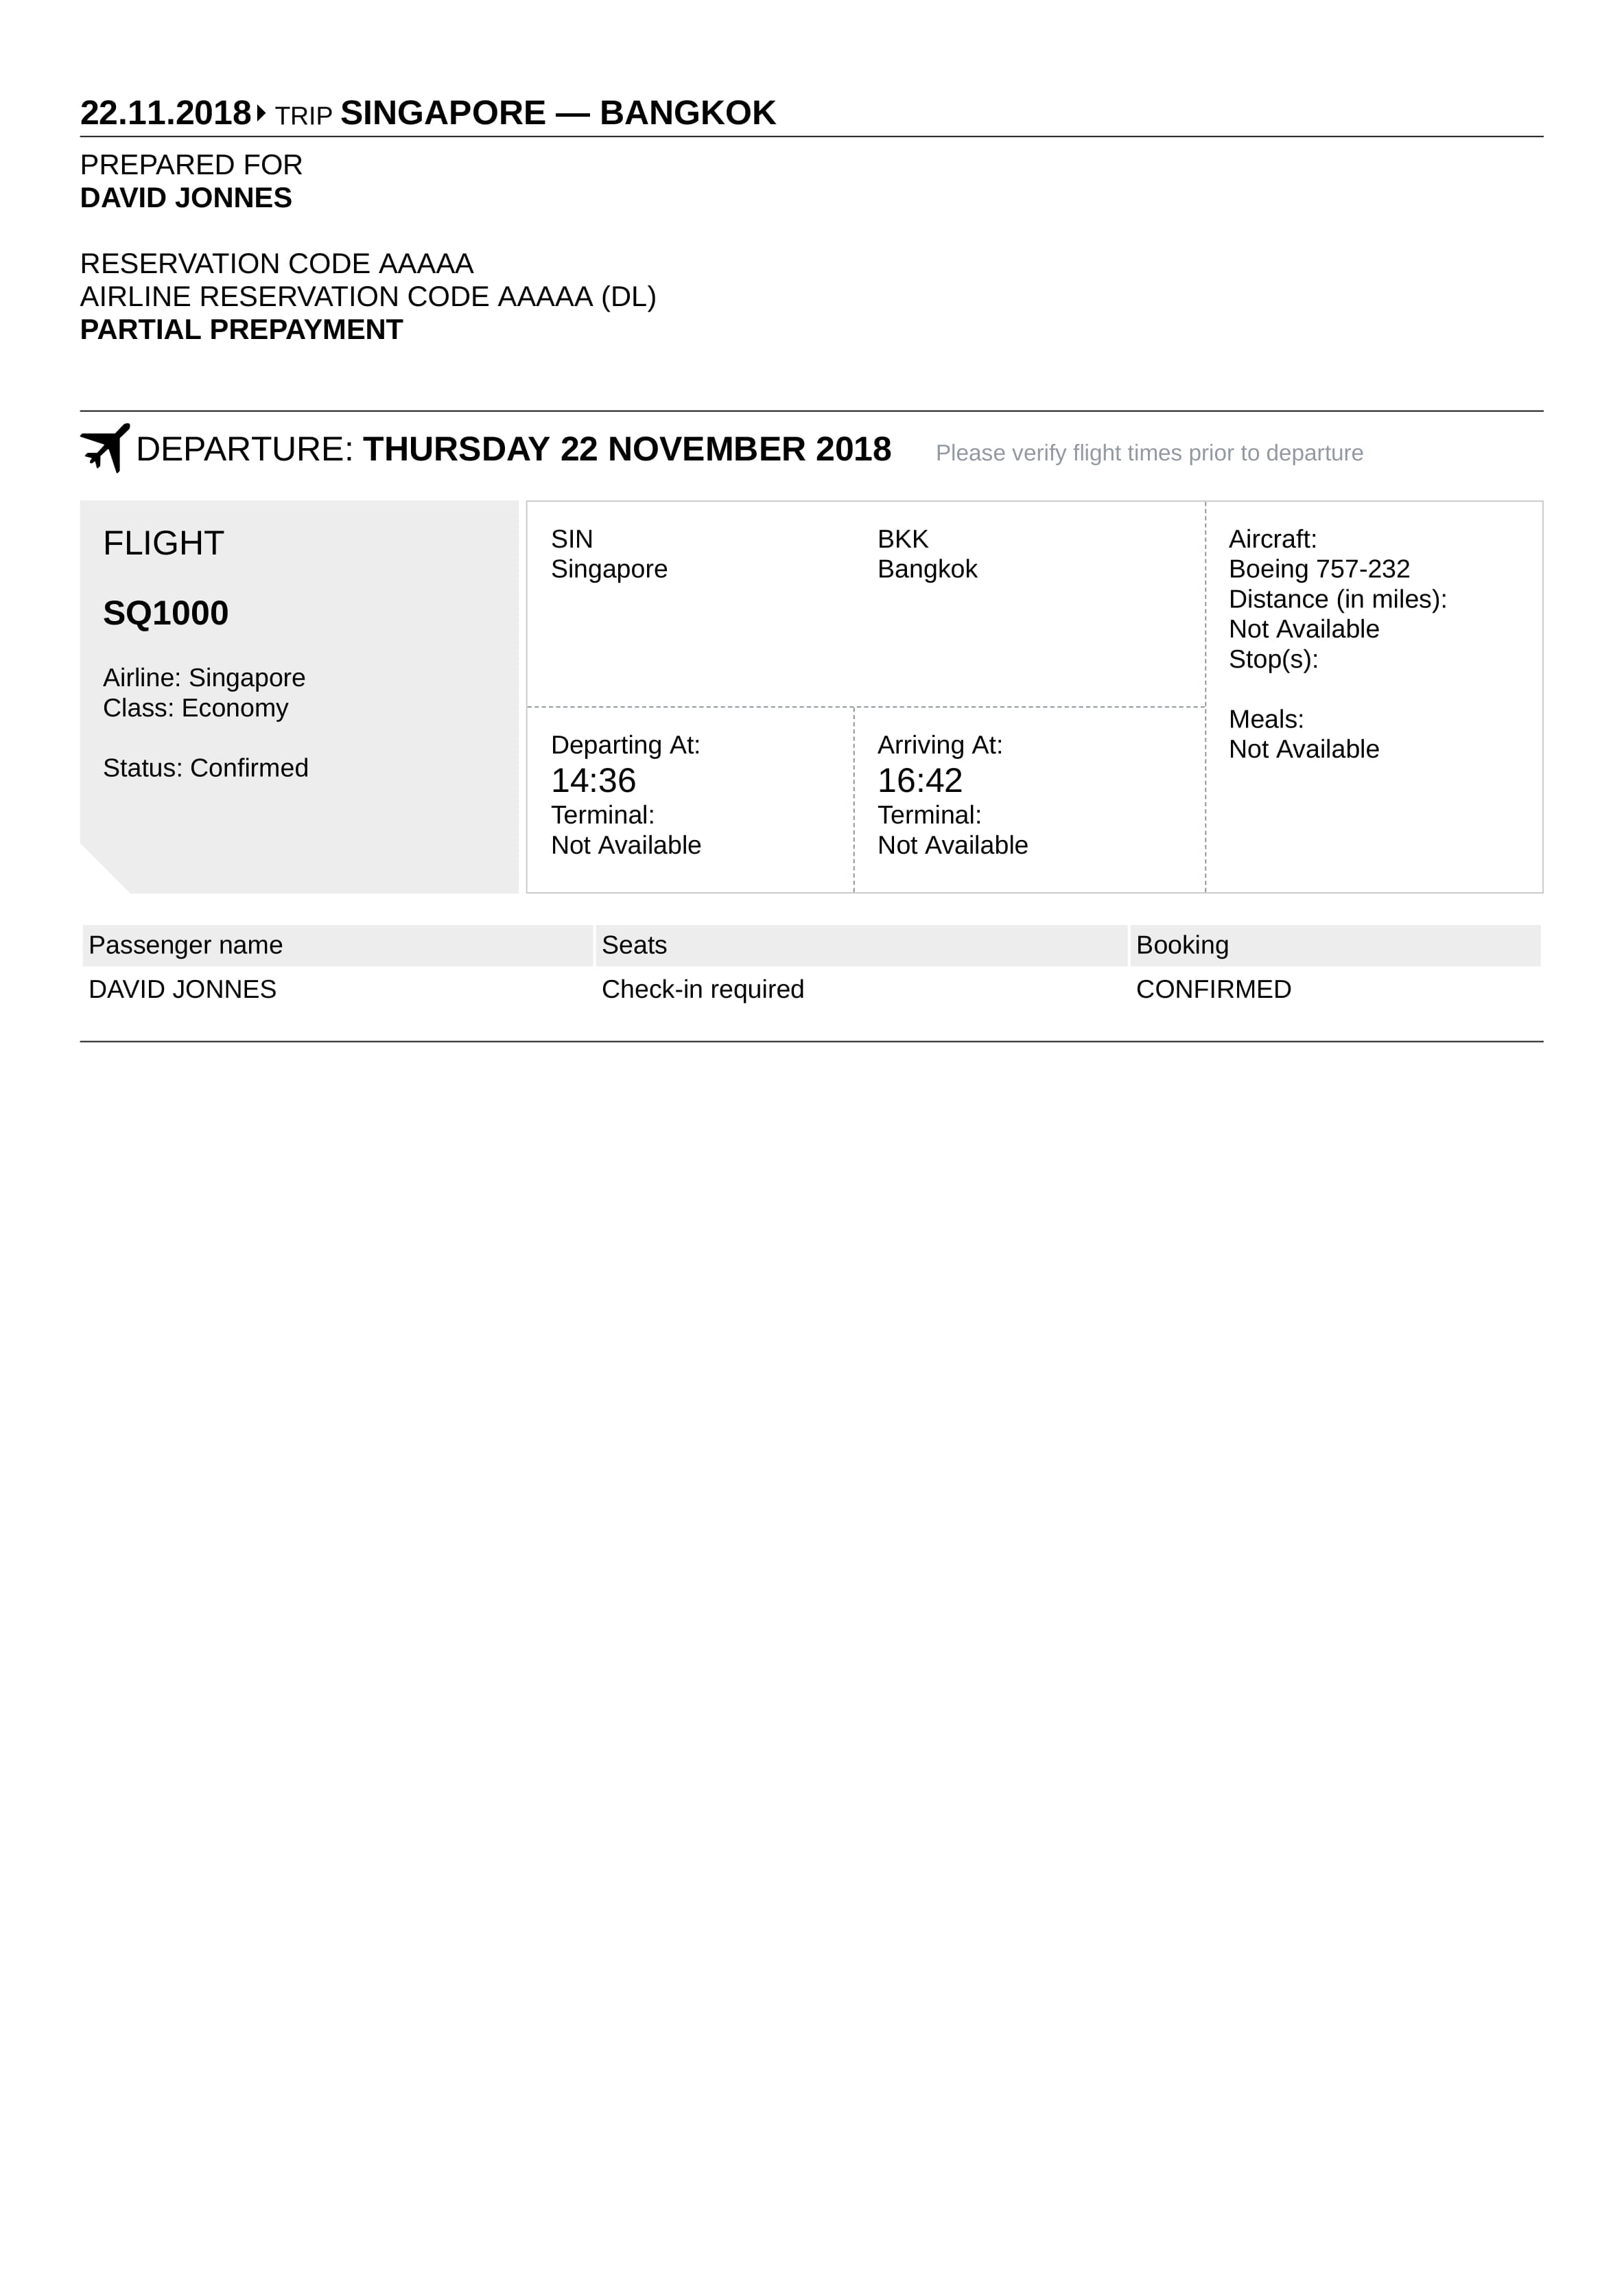 22.11.2018 TRIP SINGAPORE — BANGKOK
PREPARED FOR
DAVID JONNES
RESERVATION CODE AAAAA
AIRLINE RESERVATION CODE AAAAA (DL)
PARTIAL PREPAYMENT
DEPARTURE: THURSDAY 22 NOVEMBER 2018 Please verify flight times prior to departure
FLIGHT
SQ1000
Airline: Singapore
Class: Economy
Status: Confirmed
SIN
Singapore
BKK
Bangkok
Departing At:
14:36
Terminal:
Not Available
Arriving At:
16:42
Terminal:
Not Available
Aircraft:
Boeing 757-232
Distance (in miles):
Not Available
Stop(s):
Meals:
Not Available
Passenger name Seats Booking
DAVID JONNES Check-in required CONFIRMED